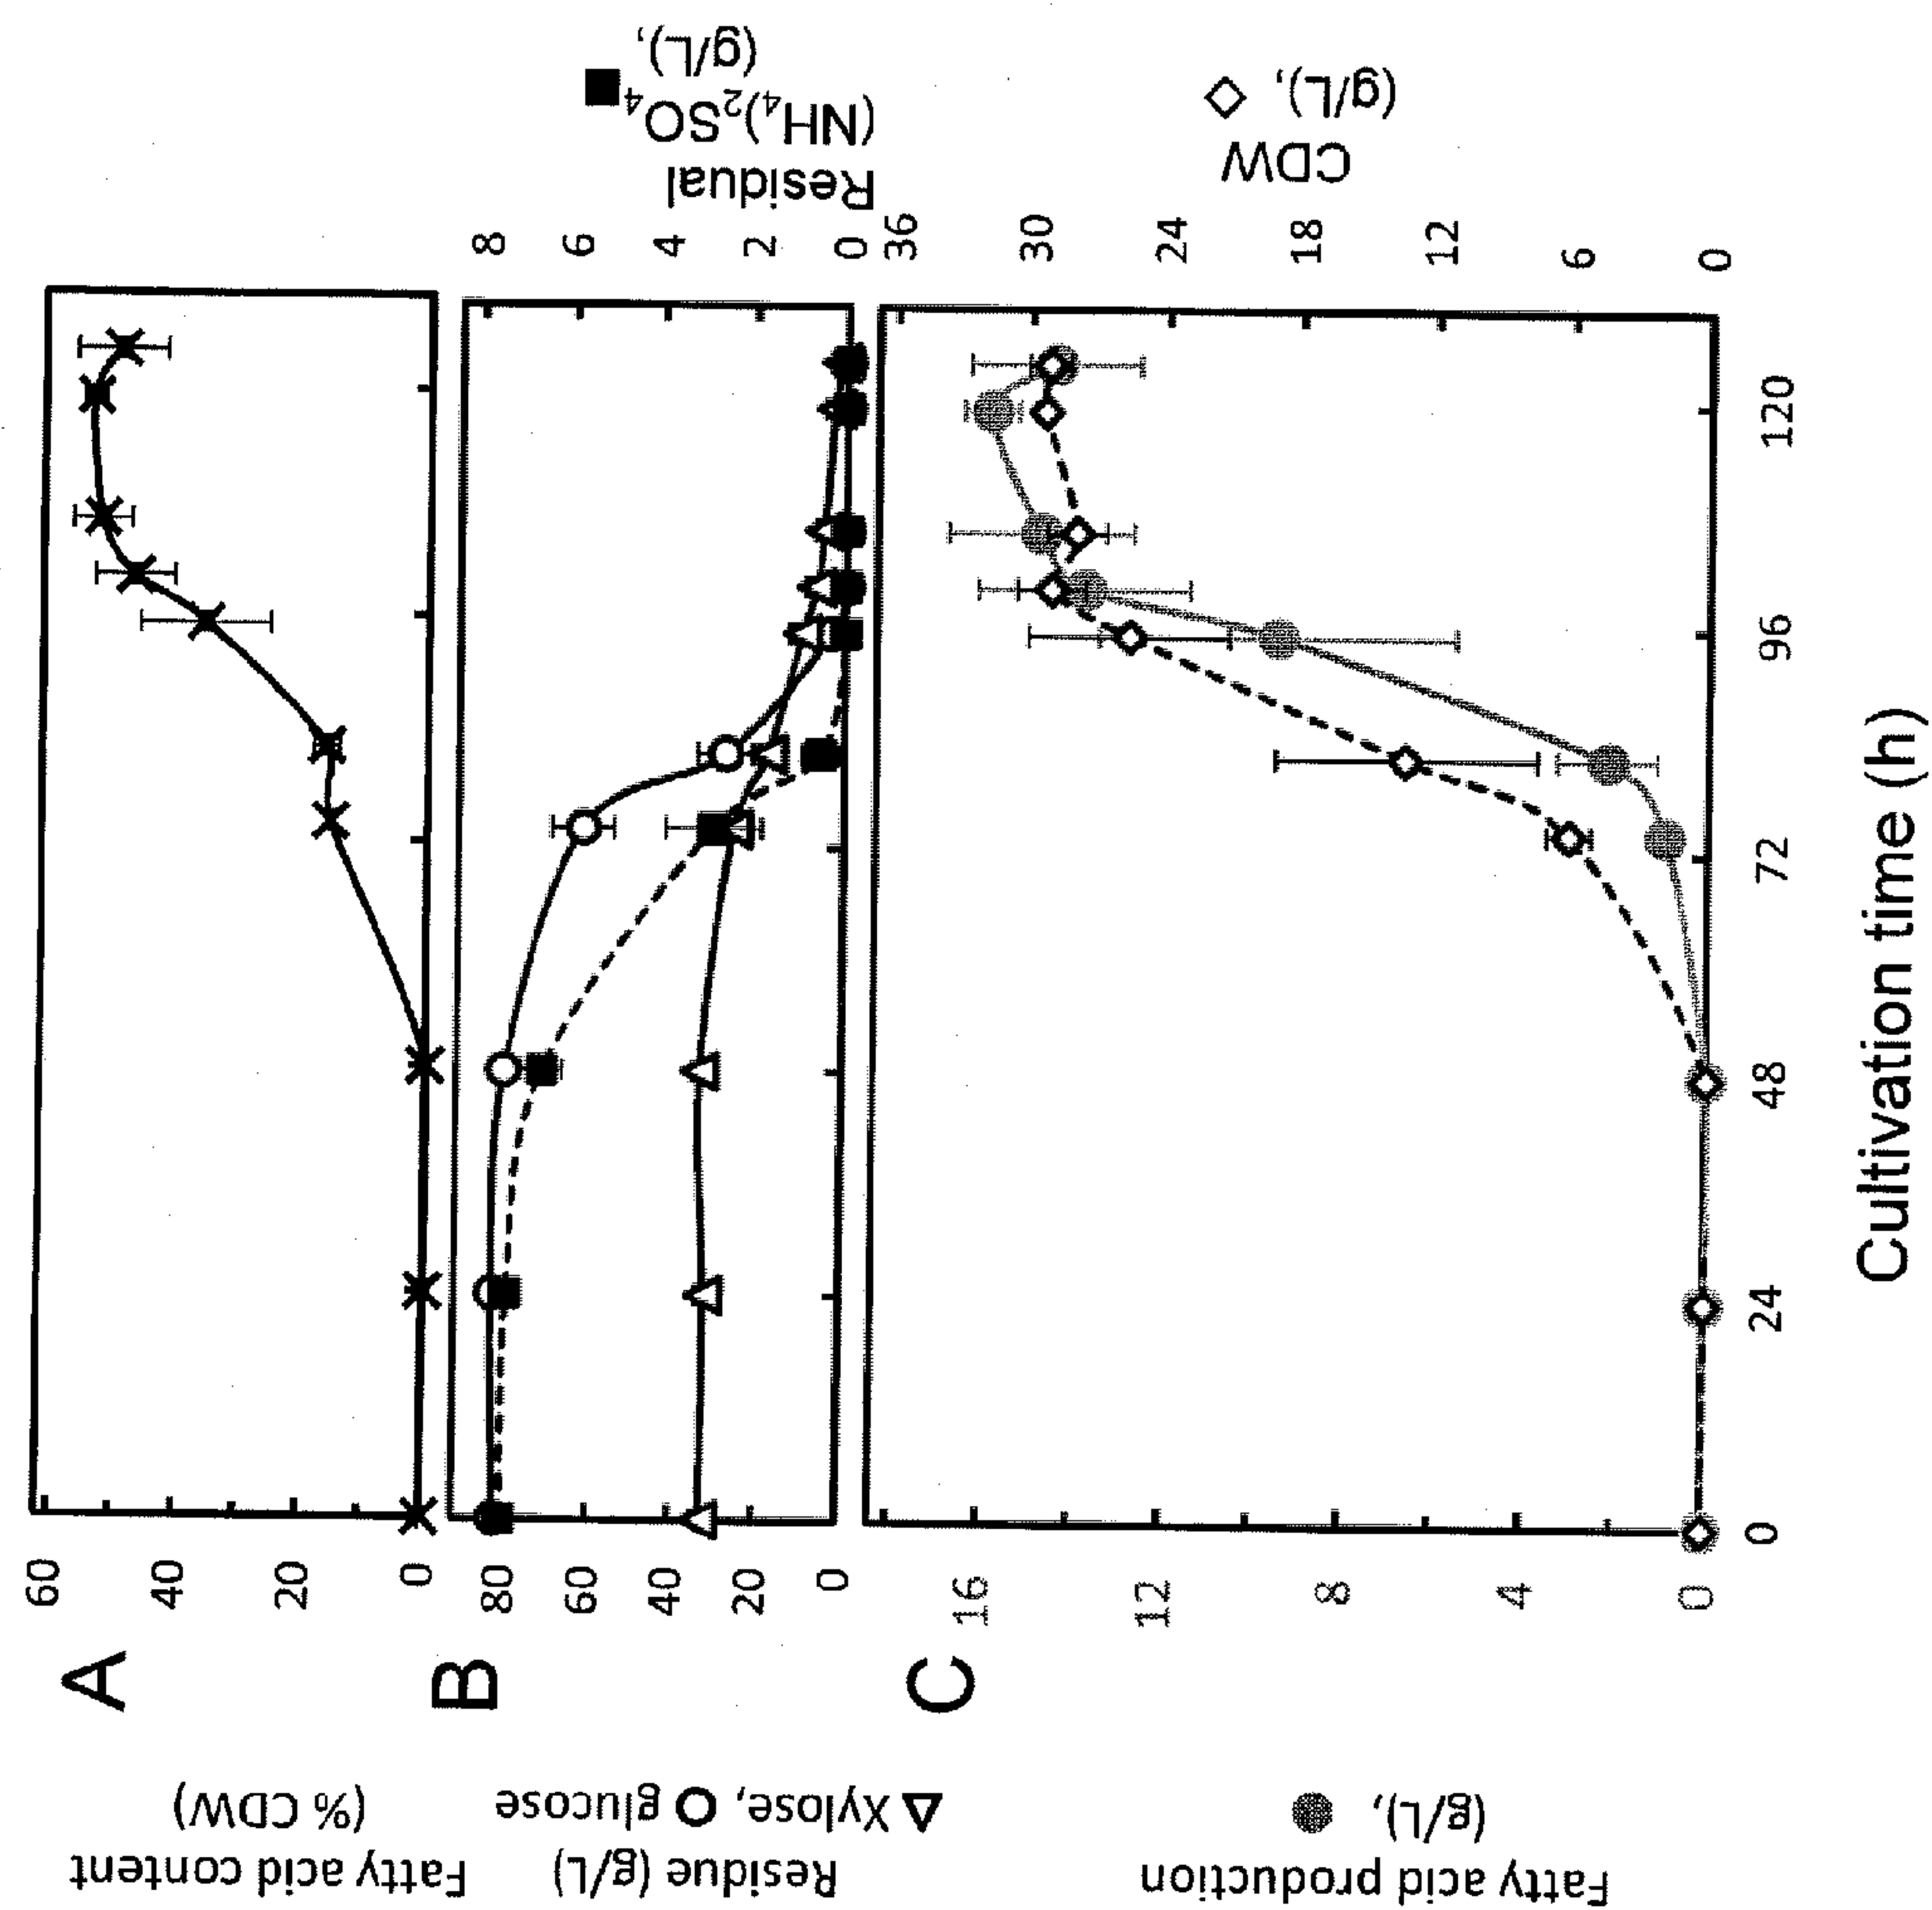 A
Fatty acid content
(% CDW)
60
40
20
0
B
Residue (g/L)
△ Xylose, ○ glucose
80
60
40
20
0
Residual
(NH₄)₂SO₄
(g/L), ■
8
6
4
2
0
C
Fatty acid production
(g/L), ●
16
12
8
4
0
CDW
(g/L), ◇
36
30
24
18
12
6
0
0 24 48 72 96 120
Cultivation time (h)